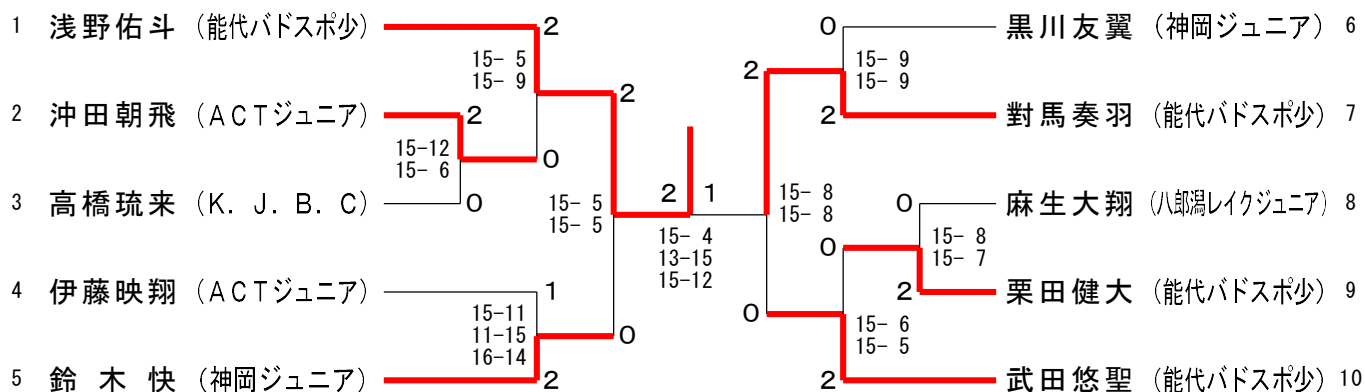 1 浅野佑斗 (能代バドスポ少) 2
15- 5
15- 9
2
2 沖田朝飛 (ACTジュニア) 2
15-12
15- 6
0
3 高橋琉来 (K. J. B. C) 0
15- 5
15- 5
4 伊藤映翔 (ACTジュニア) 1
15-11
11-15
16-14
0
5 鈴木快 (神岡ジュニア) 2
2 1
15- 4
13-15
15-12
0 黒川友翼 (神岡ジュニア) 6
15- 9
15- 9
2
2 對馬奏羽 (能代バドスポ少) 7
15- 8
15- 8
0 麻生大翔 (八郎潟レイクジュニア) 8
15- 8
15- 7
0
2 栗田健大 (能代バドスポ少) 9
0
15- 6
15- 5
2 武田悠聖 (能代バドスポ少) 10